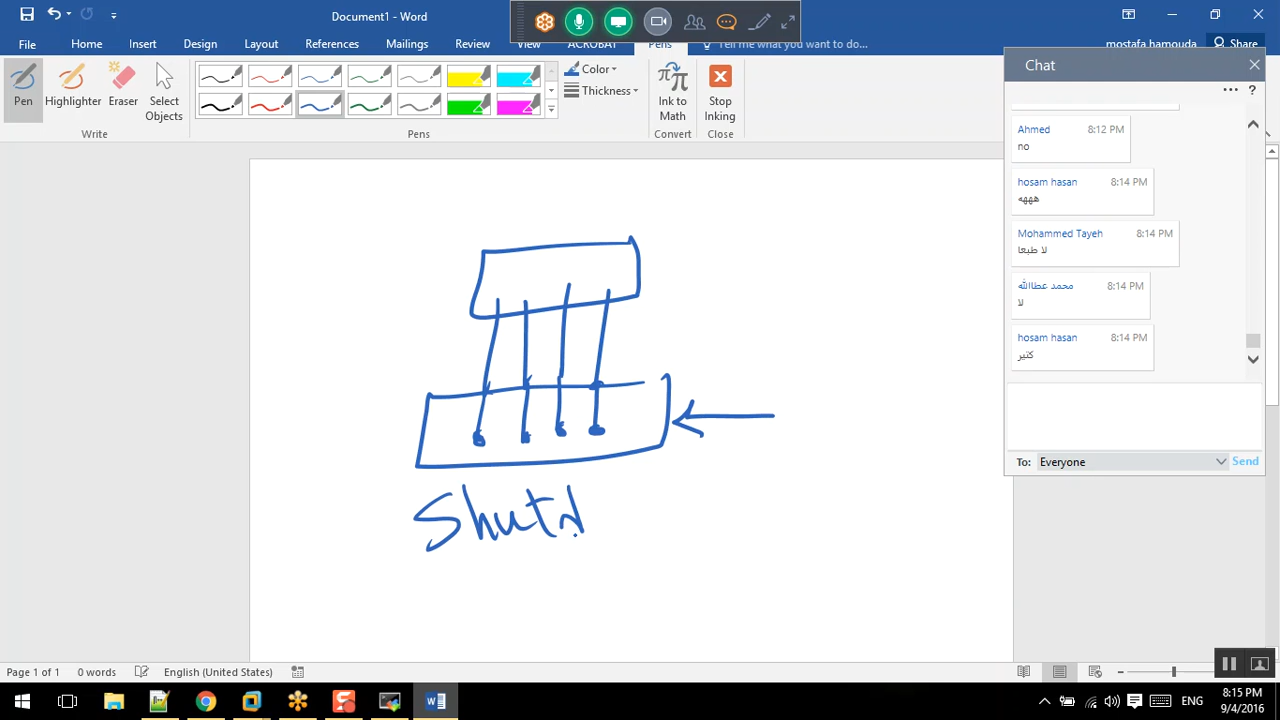 Document1 - Word
mostafa hamouda
Share
File
Home
Insert
Design
Layout
References
Mailings
Review
View
ACROBAT
Pens
Tell me what you want to do...
Pen
Highlighter
Eraser
Select Objects
Color
Thickness
Ink to Math
Stop Inking
Write
Pens
Convert
Close
Chat
Ahmed 8:12 PM
no
hosam hasan 8:14 PM
هههه
Mohammed Tayeh 8:14 PM
لا طبعا
محمد عطاالله 8:14 PM
لا
hosam hasan 8:14 PM
كتير
To: Everyone
Send
Shutd
Page 1 of 1
0 words
English (United States)
ENG
8:15 PM
9/4/2016